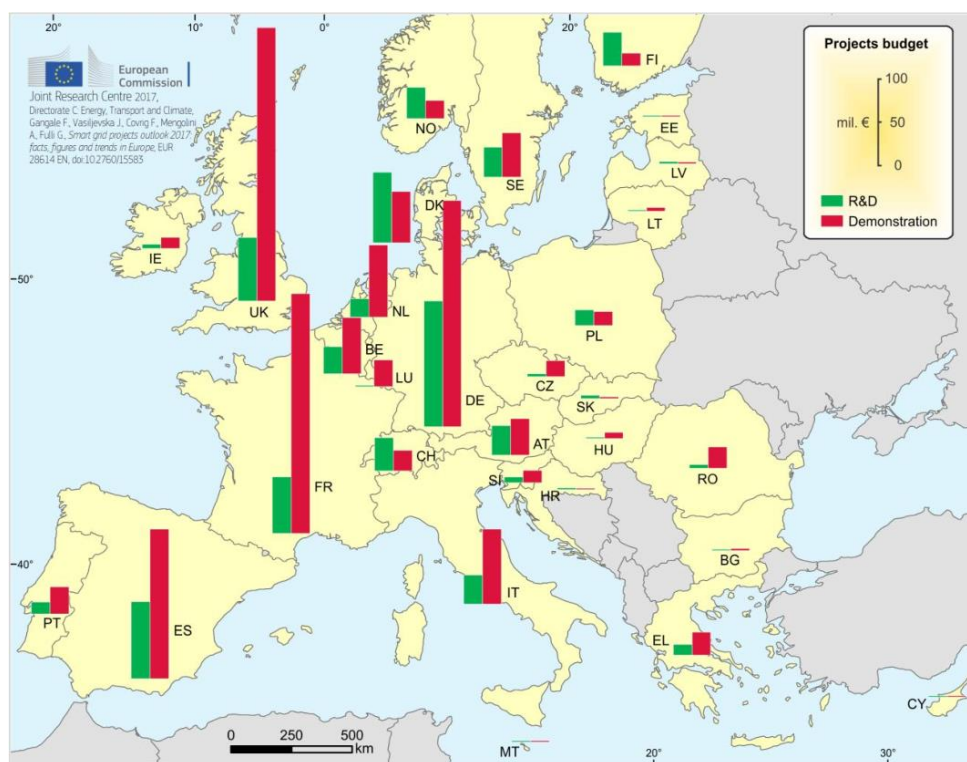 20°
10°
0°
20°
European
Commission
Joint Research Centre 2017,
Directorate C: Energy, Transport and Climate,
Gangale F., Vasiljevska J., Covrig F., Mengolini
A., Fulli G., Smart grid projects outlook 2017:
facts, figures and trends in Europe, EUR
28614 EN, doi:10.2760/15583
Projects budget
100
mil. €
50
0
R&D
Demonstration
FI
NO
SE
EE
LV
LT
DK
IE
50°
UK
NL
PL
BE
LU
DE
CZ
SK
AT
HU
CH
RO
SI
HR
FR
40°
BG
IT
PT
ES
EL
CY
MT
0 250 500
km
20°
30°